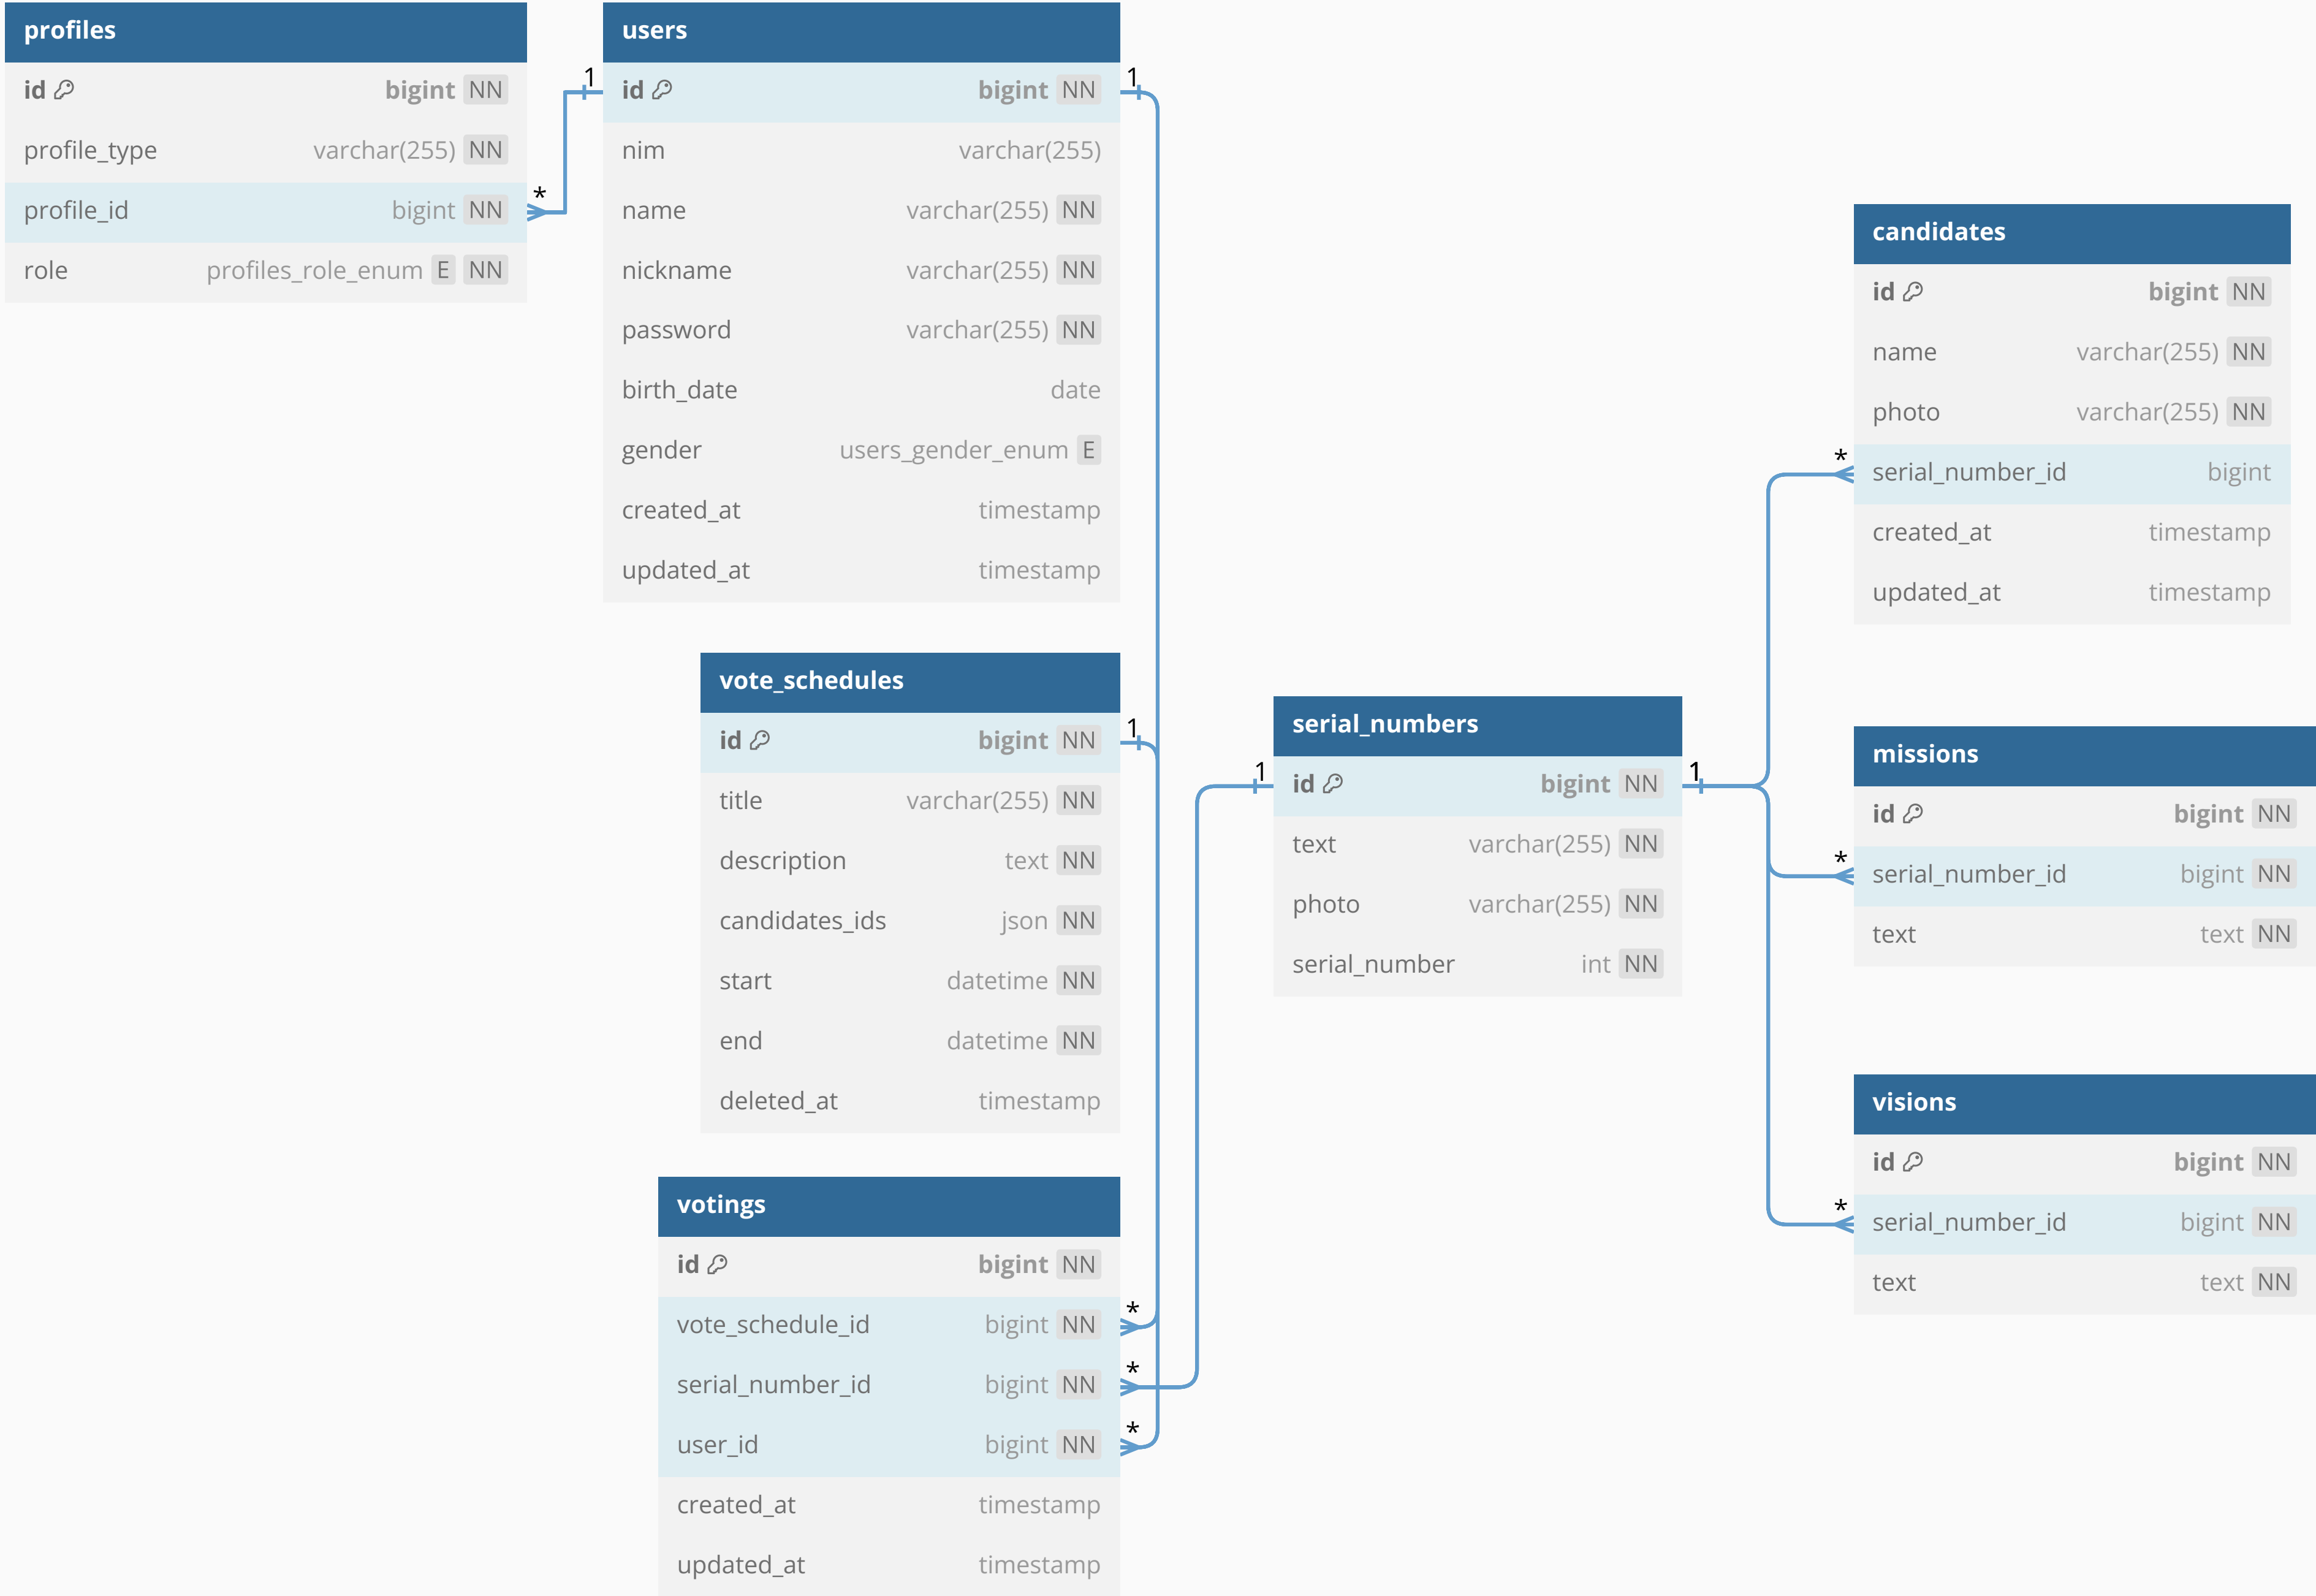 profiles
id bigint NN
profile_type varchar(255) NN
profile_id bigint NN
role profiles_role_enum E NN
*
1
users
id bigint NN
nim varchar(255)
name varchar(255) NN
nickname varchar(255) NN
password varchar(255) NN
birth_date date
gender users_gender_enum E
created_at timestamp
updated_at timestamp
1
vote_schedules
id bigint NN
title varchar(255) NN
description text NN
candidates_ids json NN
start datetime NN
end datetime NN
deleted_at timestamp
1
votings
id bigint NN
vote_schedule_id bigint NN *
serial_number_id bigint NN *
user_id bigint NN *
created_at timestamp
updated_at timestamp
1
serial_numbers
id bigint NN
text varchar(255) NN
photo varchar(255) NN
serial_number int NN
1
candidates
id bigint NN
name varchar(255) NN
photo varchar(255) NN
* serial_number_id bigint
created_at timestamp
updated_at timestamp
missions
id bigint NN
* serial_number_id bigint NN
text text NN
visions
id bigint NN
* serial_number_id bigint NN
text text NN